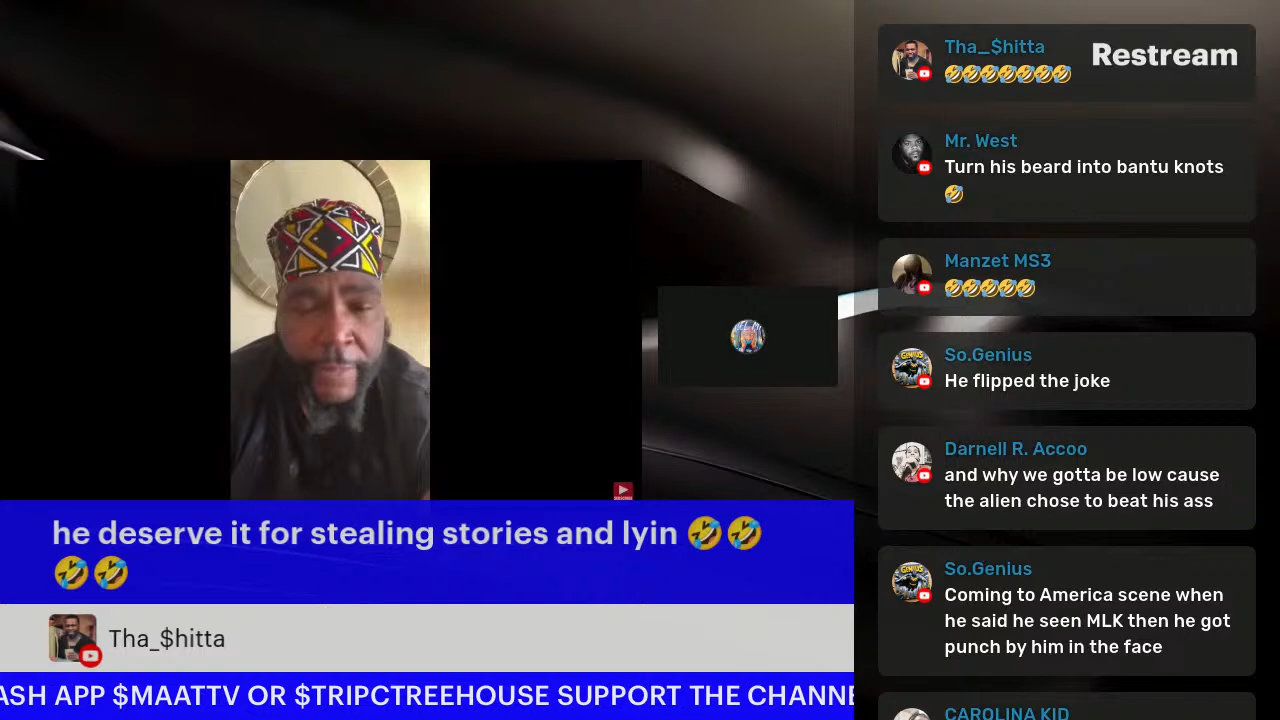 he deserve it for stealing stories and lyin 🤣🤣
🤣🤣
Tha_$hitta
ASH APP $MAATTV OR $TRIPCTREEHOUSE SUPPORT THE CHANNE
Restream
Tha_$hitta
🤣🤣🤣🤣🤣🤣🤣
Mr. West
Turn his beard into bantu knots
🤣
Manzet MS3
🤣🤣🤣🤣🤣
So.Genius
He flipped the joke
Darnell R. Accoo
and why we gotta be low cause
the alien chose to beat his ass
So.Genius
Coming to America scene when
he said he seen MLK then he got
punch by him in the face
CAROLINA KID